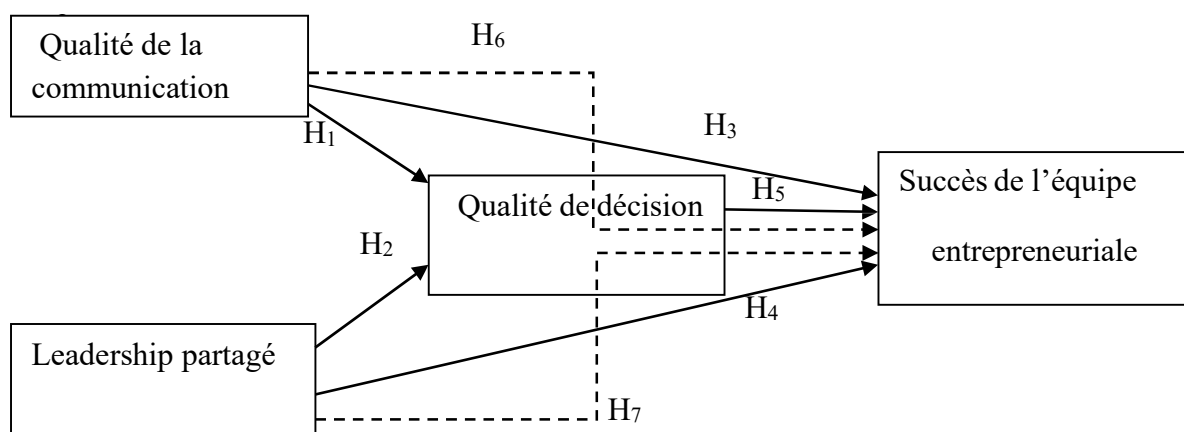 Qualité de la
communication
H₆
H₁
H₃
Qualité de décision
H₅
Succès de l’équipe
entrepreneuriale
H₂
H₄
Leadership partagé
H₇